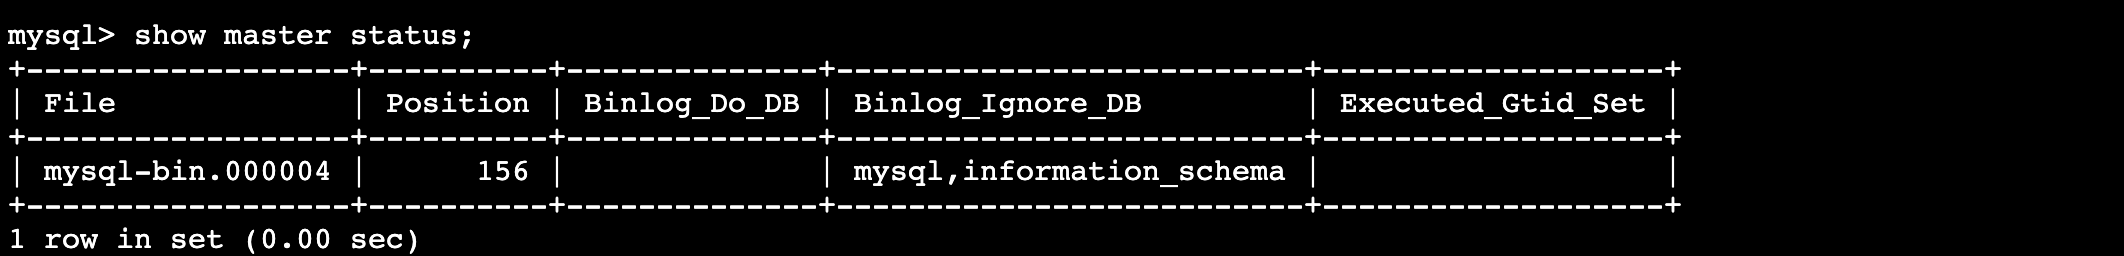 mysql> show master status;
+------------------+----------+--------------+--------------------------+-------------------+
| File             | Position | Binlog_Do_DB | Binlog_Ignore_DB         | Executed_Gtid_Set |
+------------------+----------+--------------+--------------------------+-------------------+
| mysql-bin.000004 |      156 |              | mysql,information_schema |                   |
+------------------+----------+--------------+--------------------------+-------------------+
1 row in set (0.00 sec)